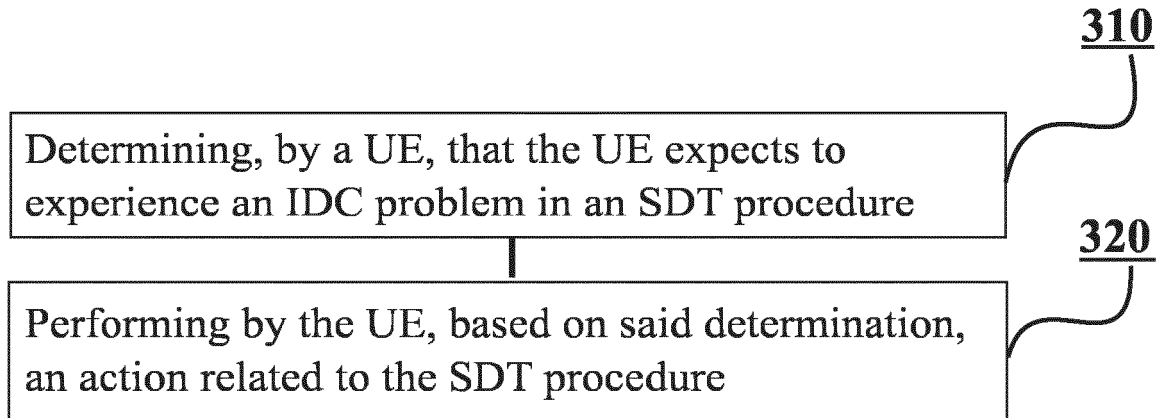 310
Determining, by a UE, that the UE expects to
experience an IDC problem in an SDT procedure
320
Performing by the UE, based on said determination,
an action related to the SDT procedure